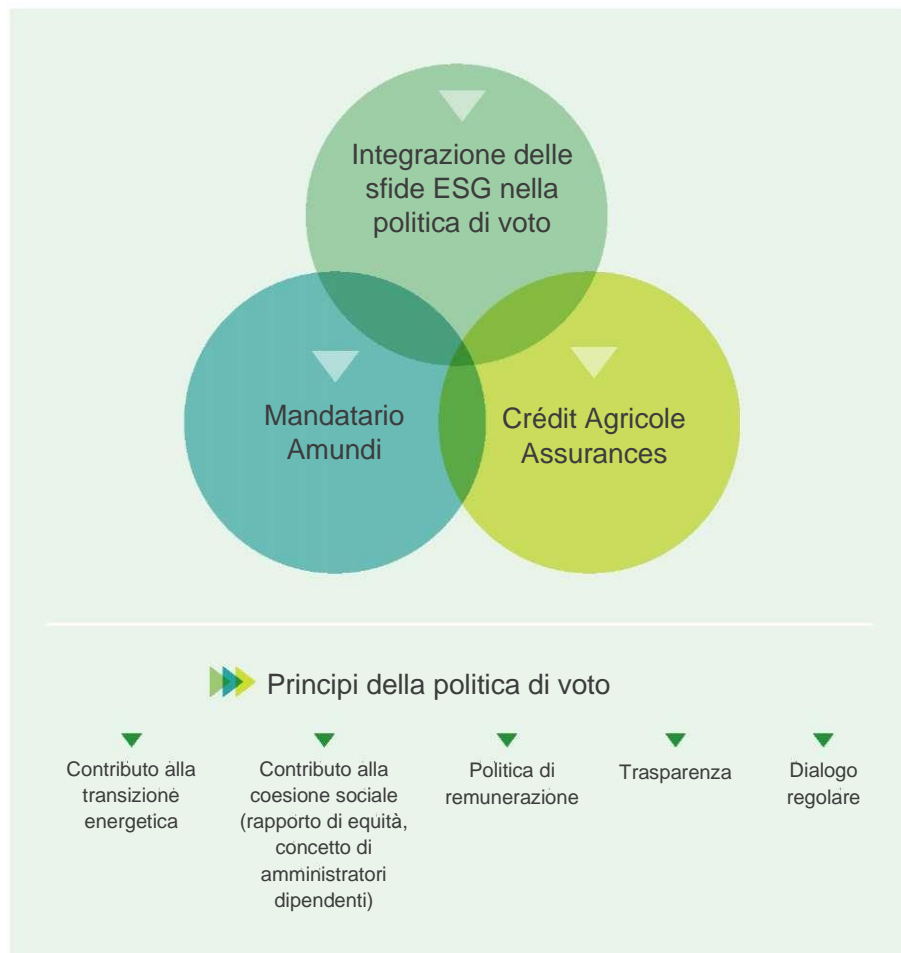 Integrazione delle
sfide ESG nella
politica di voto
Mandatario
Amundi
Crédit Agricole
Assurances
Principi della politica di voto
Contributo alla
transizione
energetica
Contributo alla
coesione sociale
(rapporto di equità,
concetto di
amministratori
dipendenti)
Politica di
remunerazione
Trasparenza
Dialogo
regolare